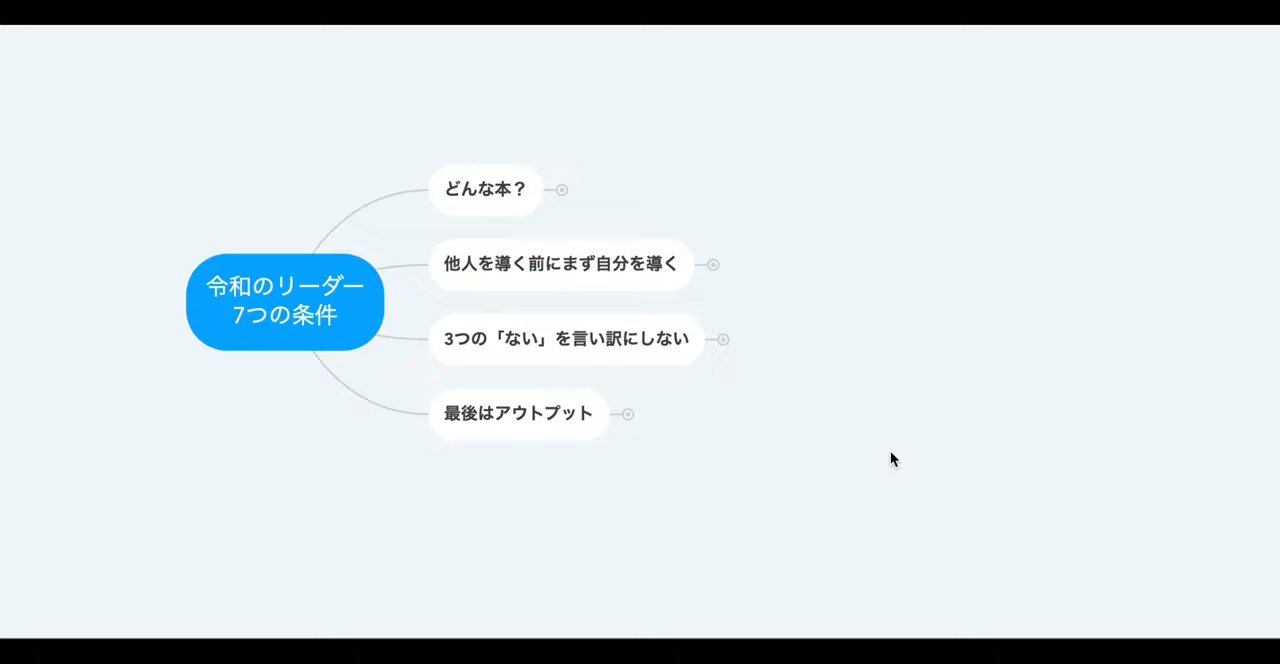 令和のリーダー
7つの条件
どんな本？
他人を導く前にまず自分を導く
3つの「ない」を言い訳にしない
最後はアウトプット